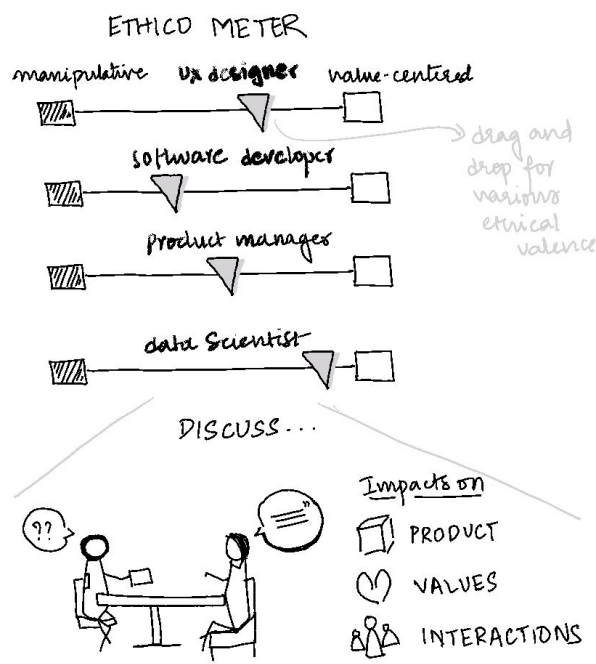 ETHICO METER
manipulative UX designer value-centered
drag and
drop for
various
ethical
valence
software developer
product manager
data Scientist
DISCUSS...
??
Impacts on
PRODUCT
VALUES
INTERACTIONS